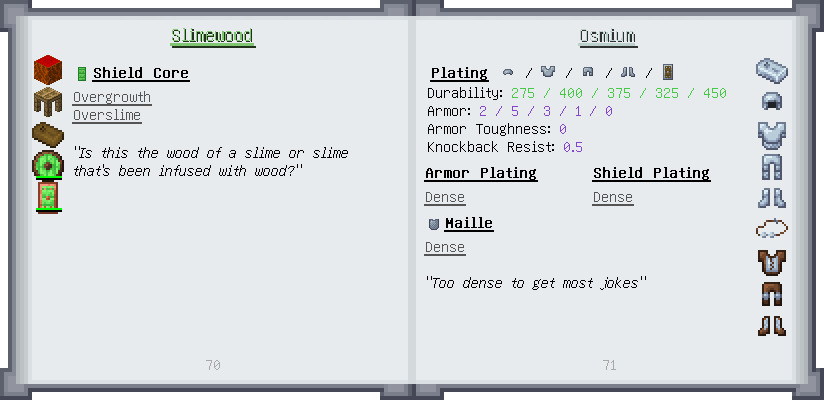 Slimewood
Shield Core
Overgrowth
Overslime
"Is this the wood of a slime or slime
that's been infused with wood?"
70
Osmium
Plating / / / /
Durability: 275 / 400 / 375 / 325 / 450
Armor: 2 / 5 / 3 / 1 / 0
Armor Toughness: 0
Knockback Resist: 0.5
Armor Plating
Dense
Shield Plating
Dense
Maille
Dense
"Too dense to get most jokes"
71